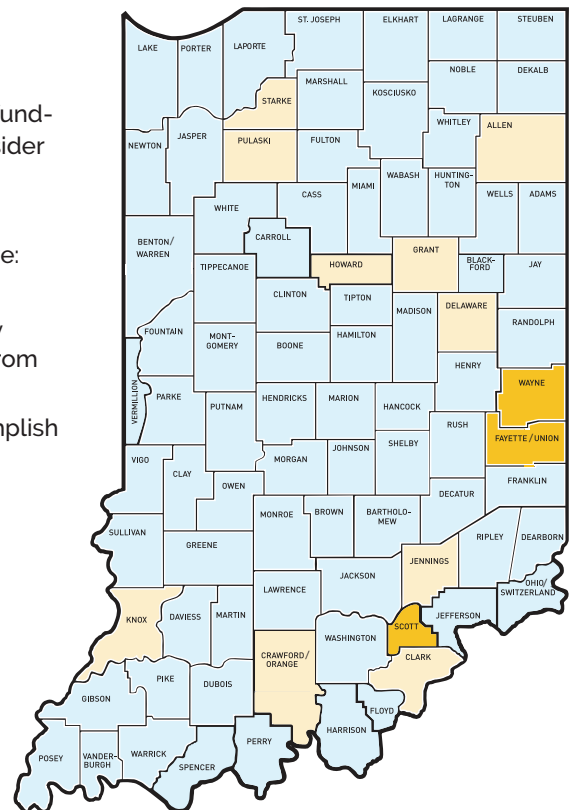 und-
sider
e:
y
rom
nplish
ST. JOSEPH
ELKHART
LAGRANGE
STEUBEN
LAKE
PORTER
LAPORTE
NOBLE
DEKALB
MARSHALL
KOSCIUSKO
STARKE
WHITLEY
ALLEN
JASPER
PULASKI
FULTON
NEWTON
WABASH
HUNTING-
TON
MIAMI
CASS
WELLS
ADAMS
WHITE
CARROLL
BENTON/
WARREN
GRANT
BLACK-
FORD
JAY
TIPPECANOE
HOWARD
CLINTON
TIPTON
DELAWARE
MADISON
RANDOLPH
FOUNTAIN
MONT-
GOMERY
BOONE
HAMILTON
HENRY
WAYNE
VERMILLION
PARKE
PUTNAM
HENDRICKS
MARION
HANCOCK
RUSH
FAYETTE / UNION
SHELBY
JOHNSON
MORGAN
VIGO
CLAY
OWEN
FRANKLIN
DECATUR
MONROE
BROWN
BARTHOLO-
MEW
SULLIVAN
GREENE
RIPLEY
DEARBORN
JENNINGS
JACKSON
OHIO/
SWITZERLAND
LAWRENCE
KNOX
DAVIESS
MARTIN
JEFFERSON
SCOTT
WASHINGTON
CRAWFORD/
ORANGE
CLARK
PIKE
DUBOIS
GIBSON
FLOYD
HARRISON
PERRY
WARRICK
POSEY
VANDER-
BURGH
SPENCER